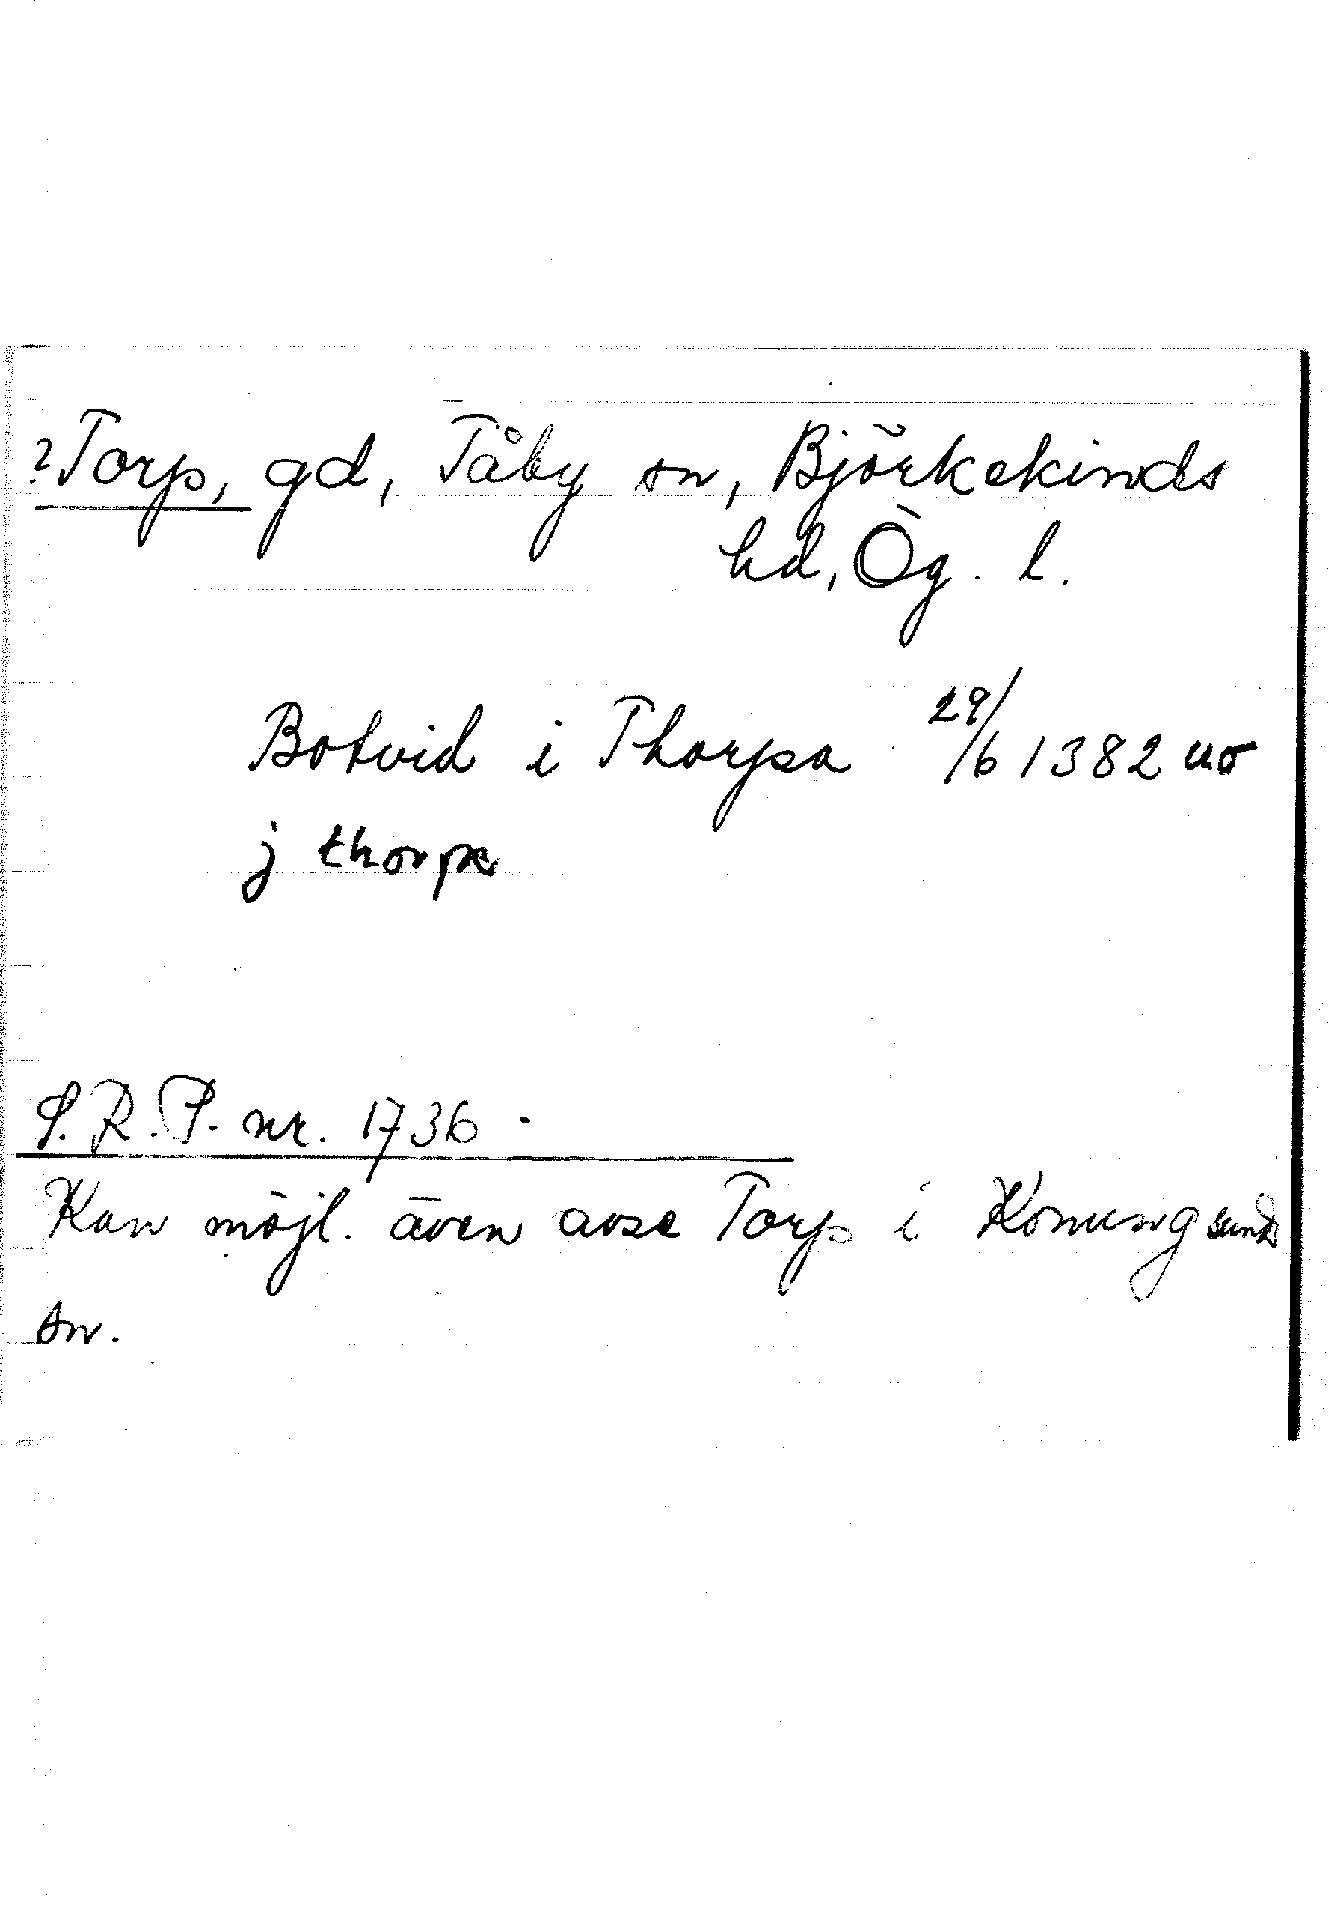 ?Torp, gd, Tåby sn, Björkekinds
hd, Ög. l.
Botvid i Thorpa 29/6 1382 uo
j thorpæ
S.R.P. nr. 1736
Kan möjl. även avse Torp i Konungsunds
sn.